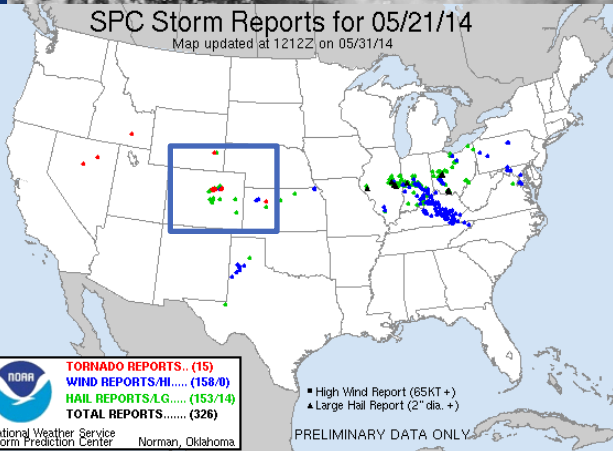 SPC Storm Reports for 05/21/14
Map updated at 1212Z on 05/31/14
NOAA
TORNADO REPORTS.. (15)
WIND REPORTS/HI..... (158/0)
HAIL REPORTS/LG..... (153/14)
TOTAL REPORTS....... (326)
ational Weather Service
torm Prediction Center Norman, Oklahoma
High Wind Report (65KT +)
Large Hail Report (2" dia. +)
PRELIMINARY DATA ONLY